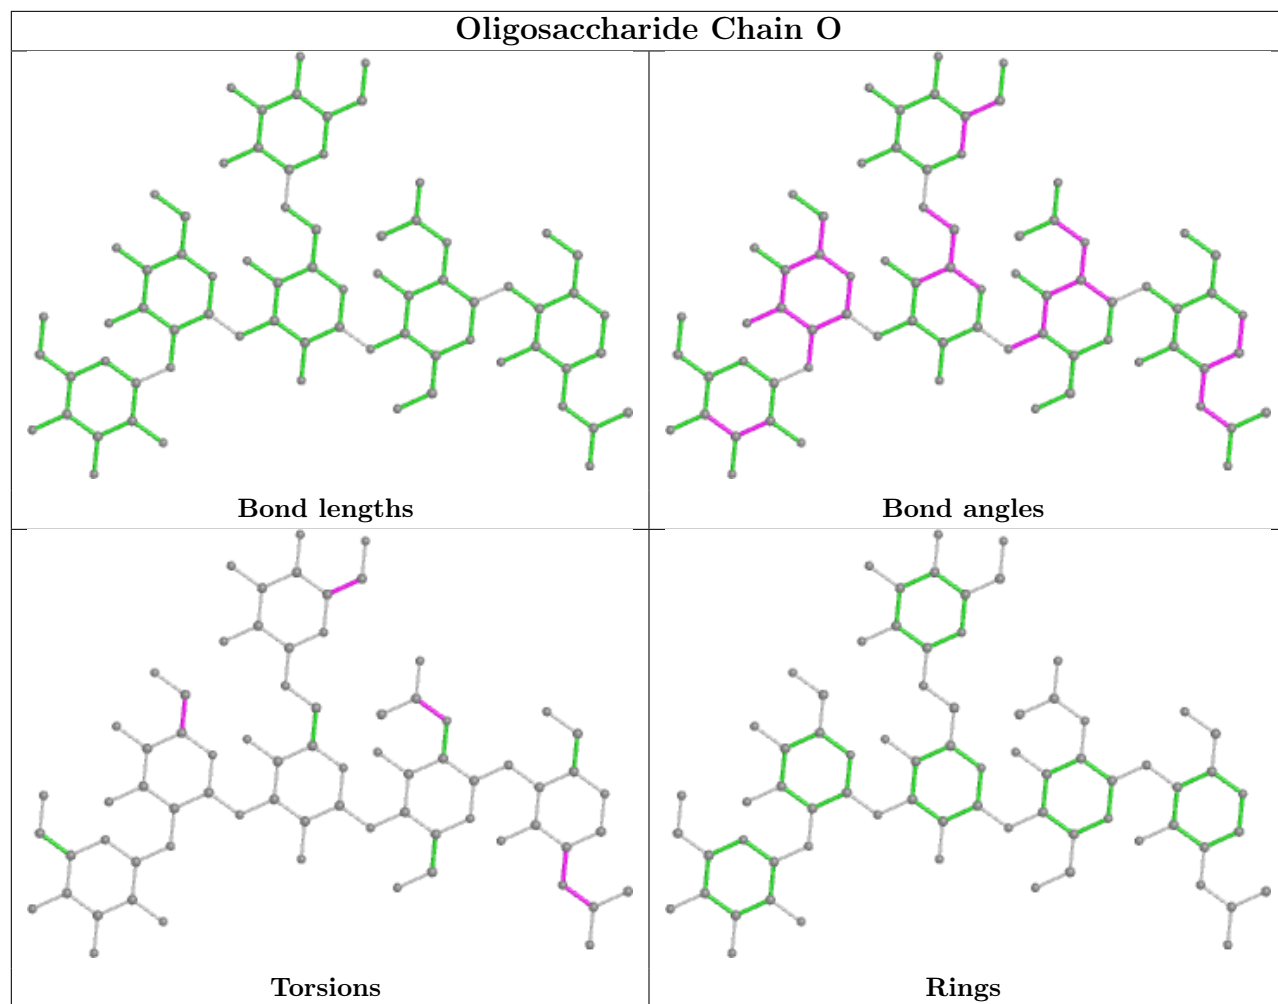 Oligosaccharide Chain O
Bond lengths
Bond angles
Torsions
Rings